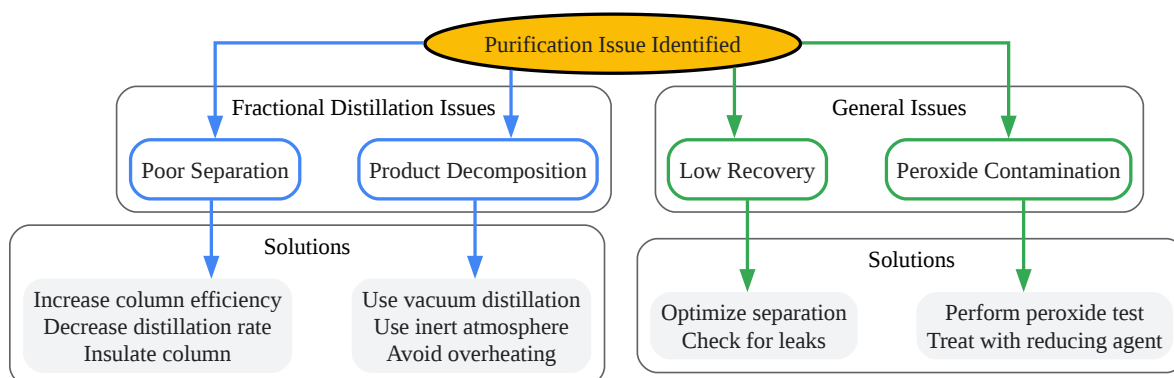 Purification Issue Identified
Fractional Distillation Issues
General Issues
Poor Separation
Product Decomposition
Low Recovery
Peroxide Contamination
Solutions
Solutions
Increase column efficiency
Decrease distillation rate
Insulate column
Use vacuum distillation
Use inert atmosphere
Avoid overheating
Optimize separation
Check for leaks
Perform peroxide test
Treat with reducing agent